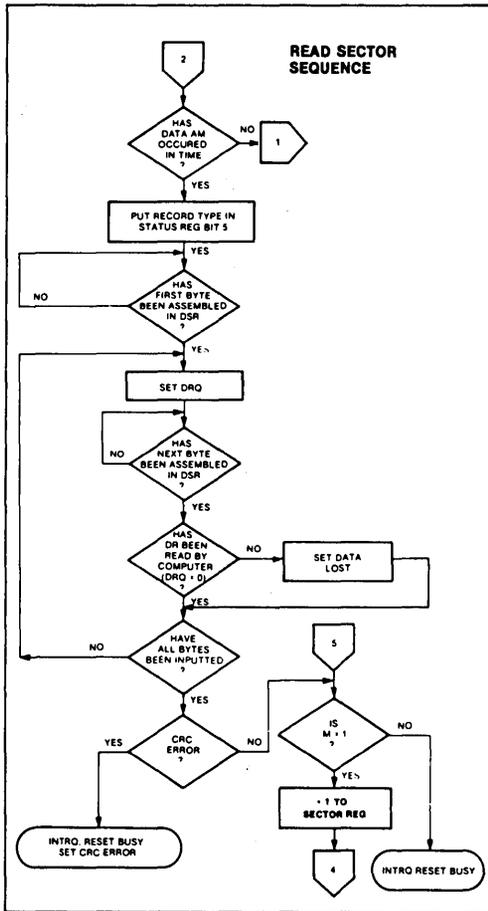 READ SECTOR
SEQUENCE
2
HAS
DATA AM
OCCURED
IN TIME
?
NO
1
YES
PUT RECORD TYPE IN
STATUS REG BIT 5
YES
HAS
FIRST BYTE
BEEN ASSEMBLED
IN DSR
?
NO
YES
SET DRQ
HAS
NEXT BYTE
BEEN ASSEMBLED
IN DSR
?
NO
YES
HAS
DR BEEN
READ BY
COMPUTER
(DRQ = 0)
?
NO
SET DATA
LOST
YES
HAVE
ALL BYTES
BEEN INPUTTED
?
NO
YES
5
CRC
ERROR
?
YES
NO
IS
M = 1
?
NO
YES
INTRQ. RESET BUSY
SET CRC ERROR
+ 1 TO
SECTOR REG
4
INTRQ RESET BUSY